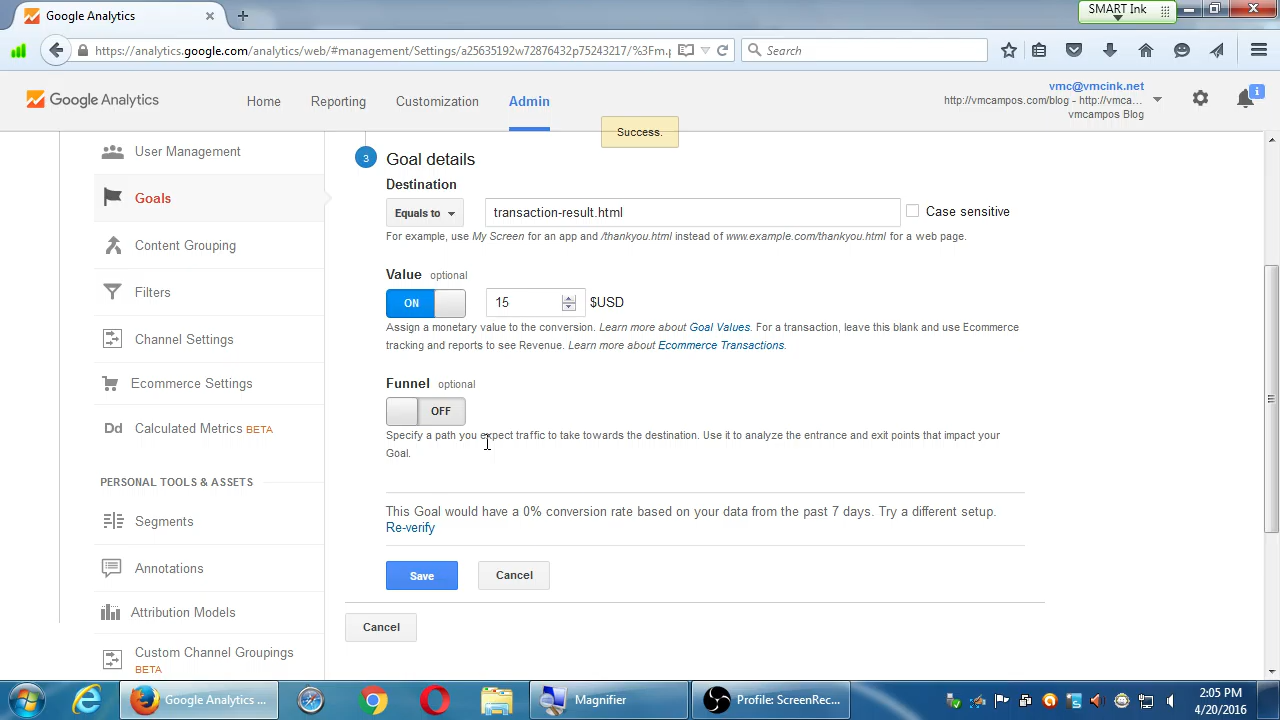 Google Analytics
SMART Ink
https://analytics.google.com/analytics/web/#management/Settings/a25635192w72876432p75243217/%3Fm.p
Search
Google Analytics
Home
Reporting
Customization
Admin
vmc@vmcink.net
http://vmcampos.com/blog - http://vmca...
vmcampos Blog
Success.
User Management
Goals
Content Grouping
Filters
Channel Settings
Ecommerce Settings
Dd Calculated Metrics BETA
PERSONAL TOOLS & ASSETS
Segments
Annotations
Attribution Models
Custom Channel Groupings
BETA
3 Goal details
Destination
Equals to
transaction-result.html
Case sensitive
For example, use My Screen for an app and /thankyou.html instead of www.example.com/thankyou.html for a web page.
Value optional
ON
15
$USD
Assign a monetary value to the conversion. Learn more about Goal Values. For a transaction, leave this blank and use Ecommerce
tracking and reports to see Revenue. Learn more about Ecommerce Transactions.
Funnel optional
OFF
Specify a path you expect traffic to take towards the destination. Use it to analyze the entrance and exit points that impact your
Goal.
This Goal would have a 0% conversion rate based on your data from the past 7 days. Try a different setup.
Re-verify
Save
Cancel
Cancel
Google Analytics ...
Magnifier
Profile: ScreenRec...
2:05 PM
4/20/2016